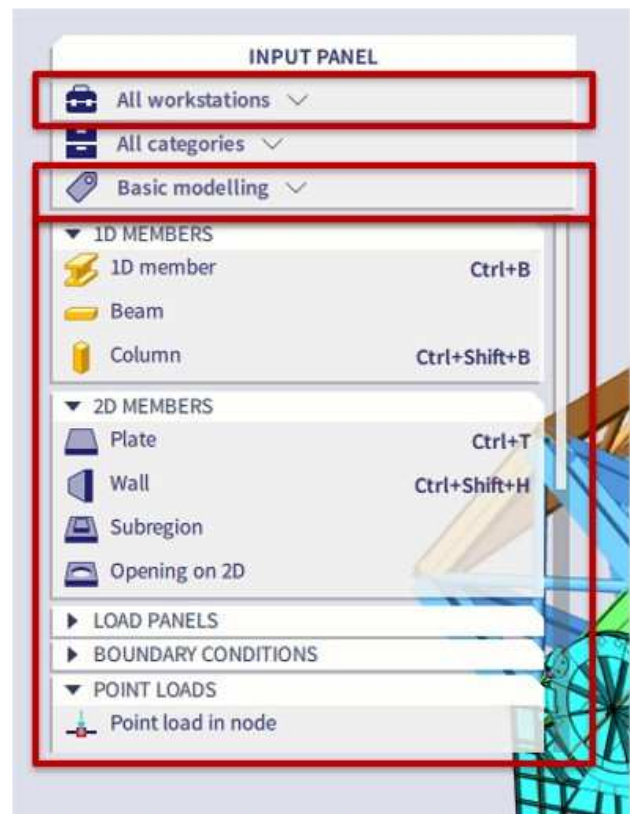 INPUT PANEL
All workstations
All categories
Basic modelling
1D MEMBERS
1D member Ctrl+B
Beam
Column Ctrl+Shift+B
2D MEMBERS
Plate Ctrl+T
Wall Ctrl+Shift+H
Subregion
Opening on 2D
LOAD PANELS
BOUNDARY CONDITIONS
POINT LOADS
Point load in node